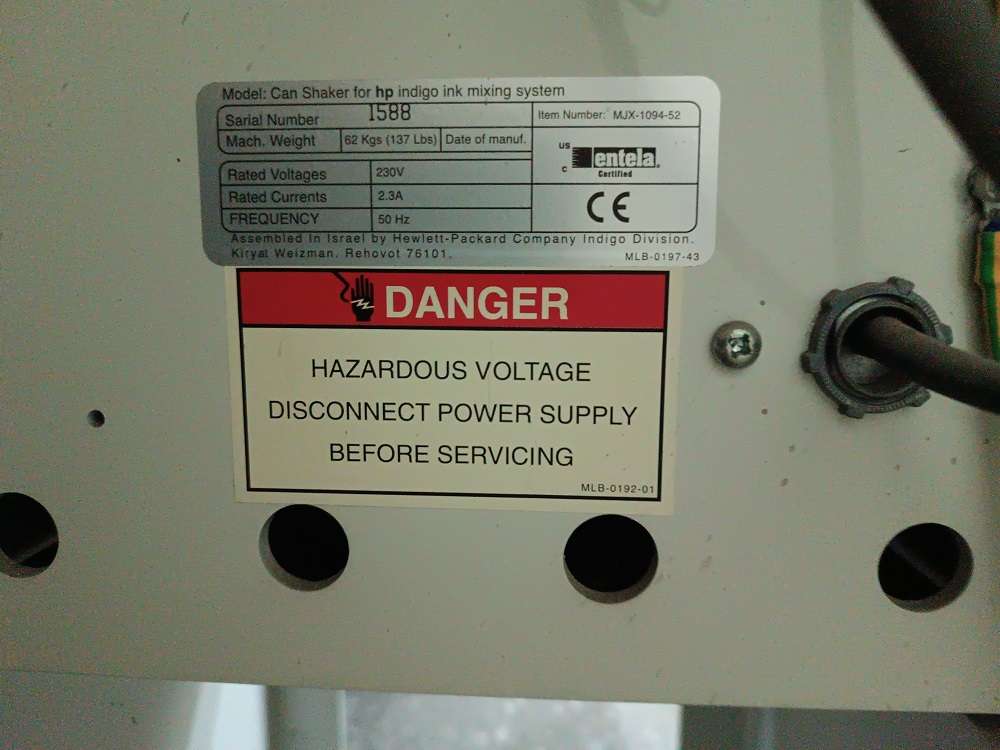 Model: Can Shaker for hp indigo ink mixing system
Sarial Number 1588 Item Number: MJX-1094-52
Mach. Weight 62 Kgs (137 Lbs) Date of manuf.
US
C
entela.
Certified
Rated Voltages 230V
Rated Currents 2.3A
CE
FREQUENCY 50 Hz
Assembled In Israel by Hewlett-Packard Company Indigo Division.
Kiryat Weizman. Rehovot 76101. MLB-0197-43
DANGER
HAZARDOUS VOLTAGE
DISCONNECT POWER SUPPLY
BEFORE SERVICING
MLB-0192-01